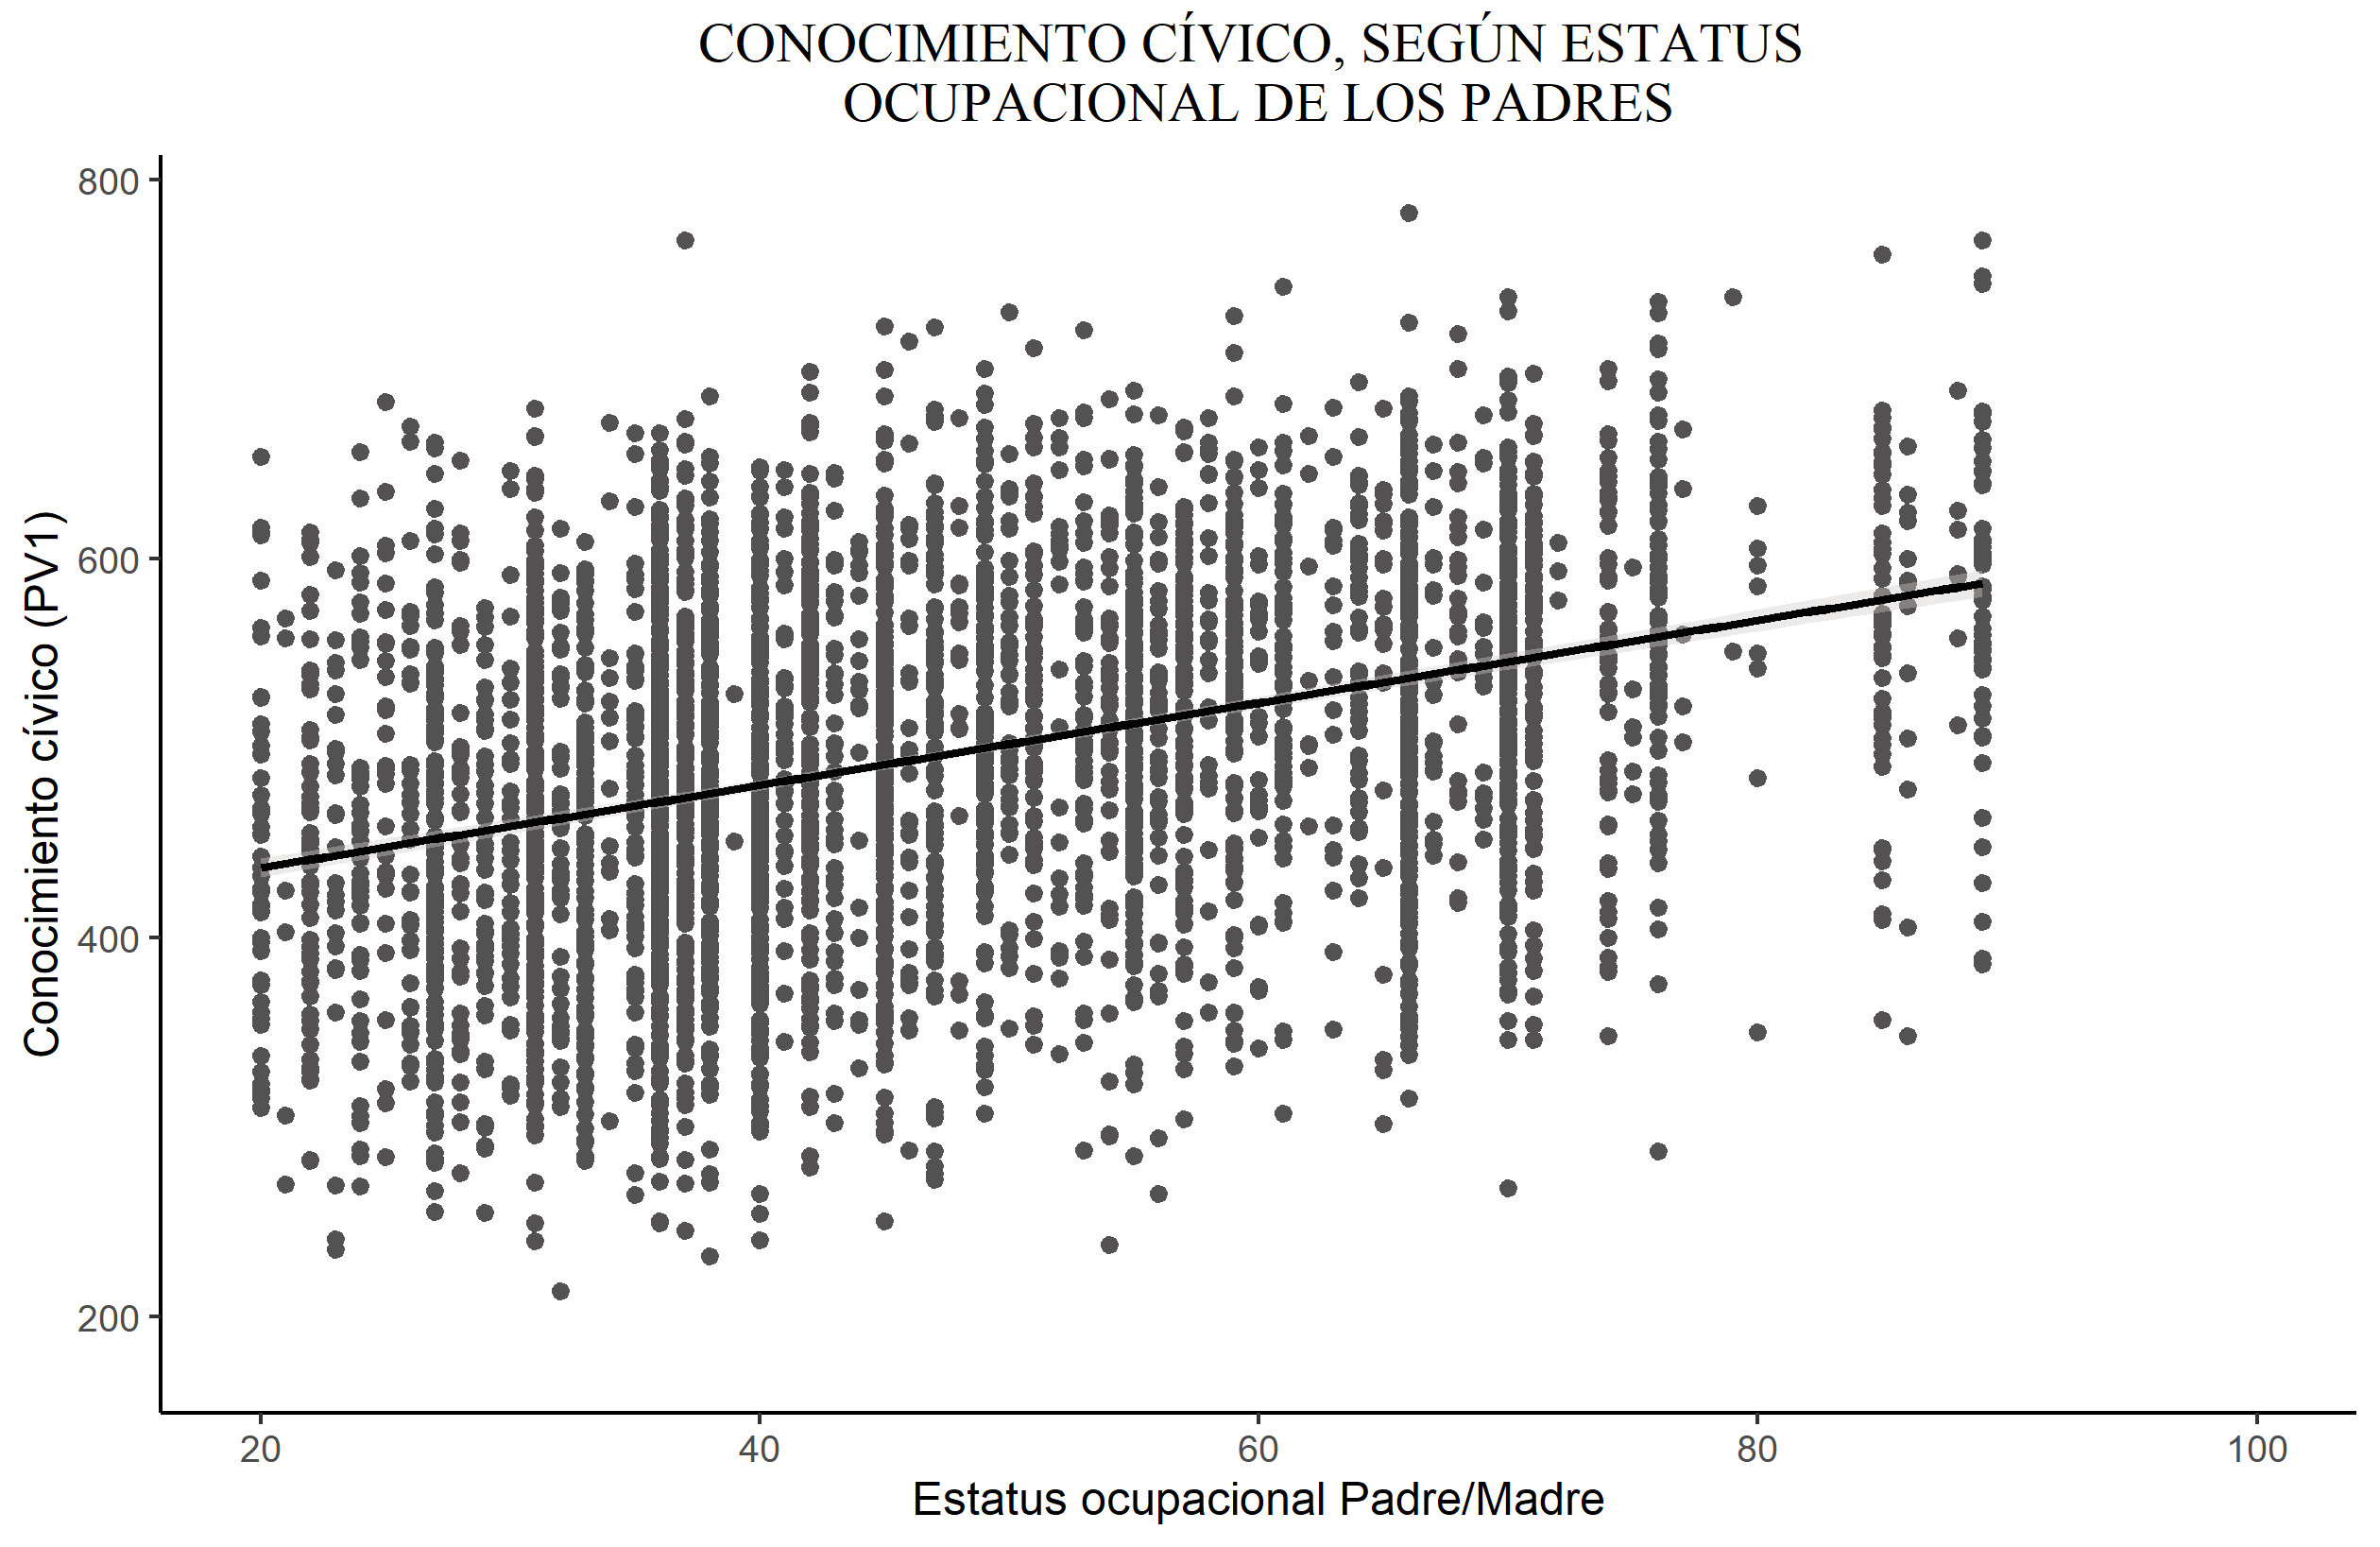 CONOCIMIENTO CÍVICO, SEGÚN ESTATUS
OCUPACIONAL DE LOS PADRES
800
600
400
200
Conocimiento cívico (PV1)
20 40 60 80 100
Estatus ocupacional Padre/Madre